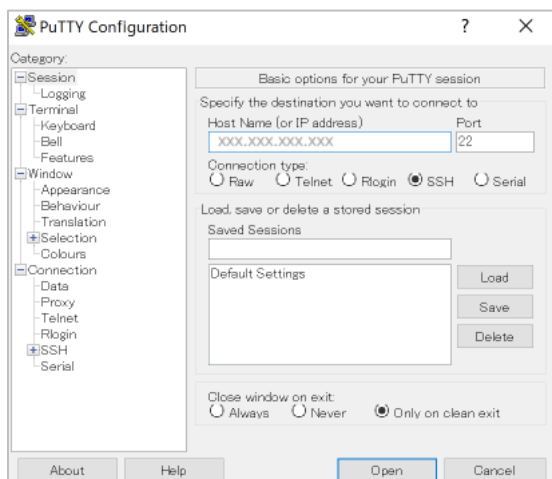 PuTTY Configuration ? ×
Category:
Session
Logging
Terminal
Keyboard
Bell
Features
Window
Appearance
Behaviour
Translation
Selection
Colours
Connection
Data
Proxy
Telnet
Rlogin
SSH
Serial
Basic options for your PuTTY session
Specify the destination you want to connect to
Host Name (or IP address) Port
XXX.XXX.XXX.XXX 22
Connection type:
Raw Telnet Rlogin SSH Serial
Load, save or delete a stored session
Saved Sessions
Default Settings
Load
Save
Delete
Close window on exit:
Always Never Only on clean exit
About Help Open Cancel